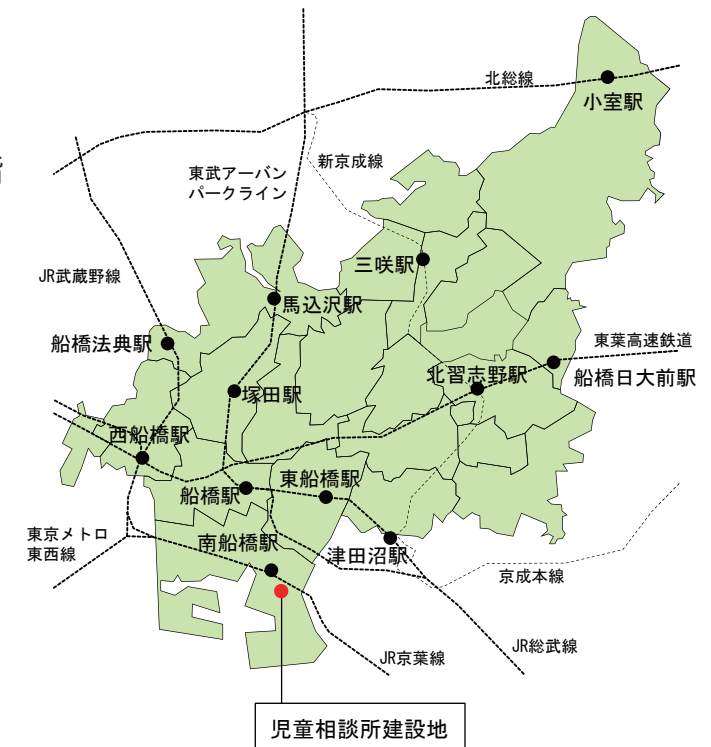 北総線
小室駅
新京成線
東武アーバン
パークライン
三咲駅
JR武蔵野線
馬込沢駅
東葉高速鉄道
船橋法典駅
北習志野駅
船橋日大前駅
塚田駅
西船橋駅
東船橋駅
船橋駅
東京メトロ
東西線
南船橋駅
津田沼駅
京成本線
JR総武線
JR京葉線
児童相談所建設地